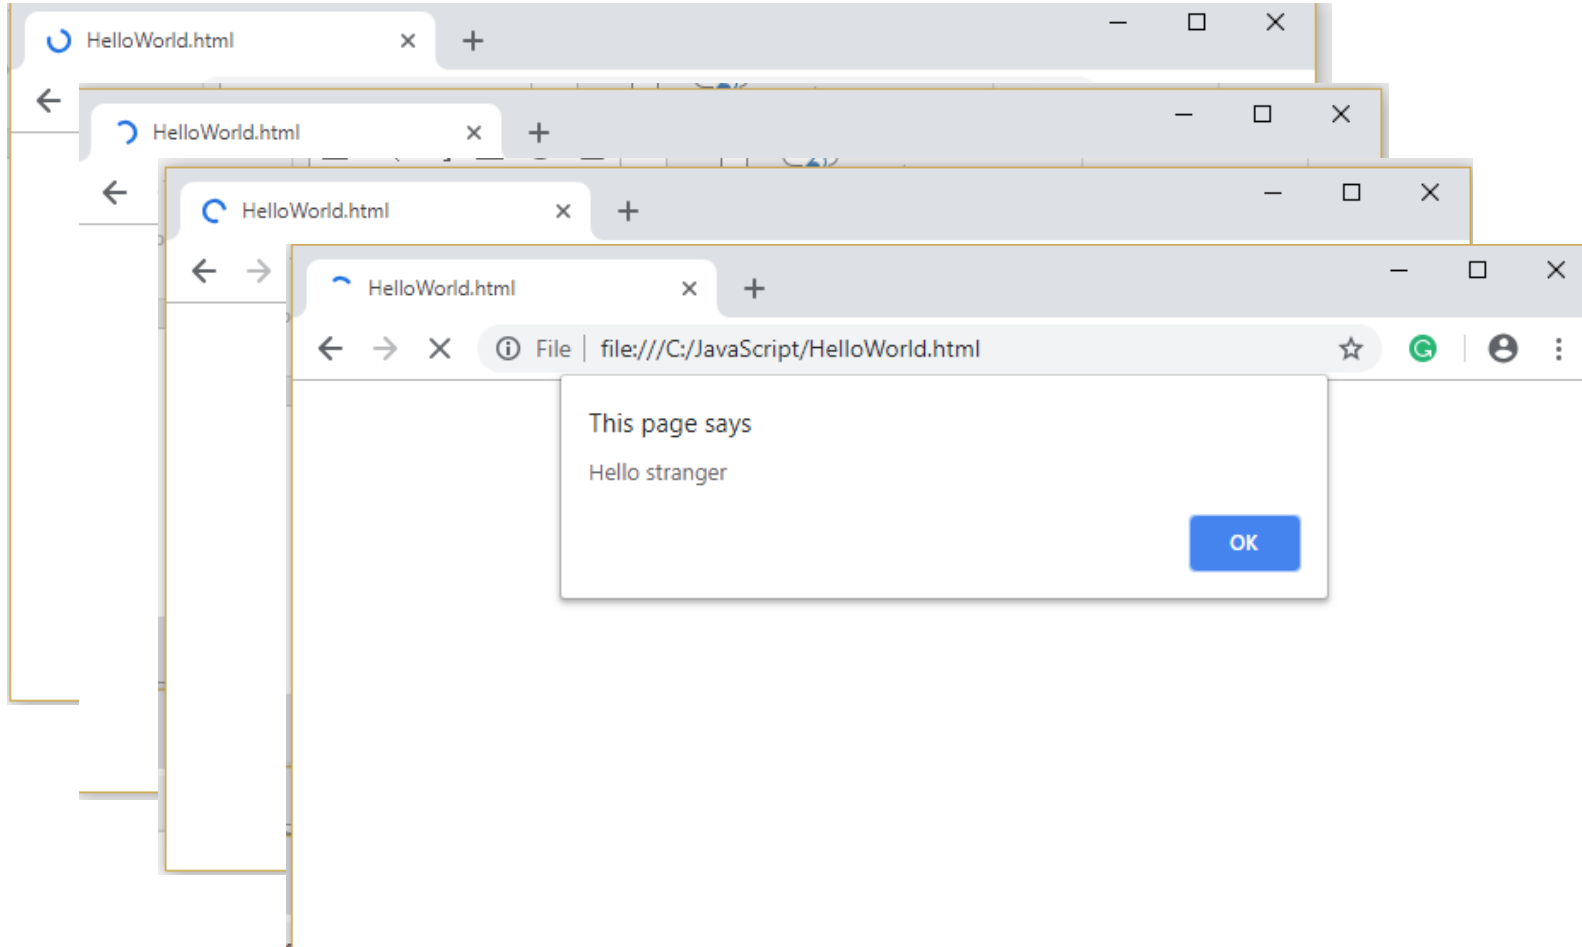 HelloWorld.html
HelloWorld.html
HelloWorld.html
HelloWorld.html
File file:///C:/JavaScript/HelloWorld.html
This page says
Hello stranger
OK